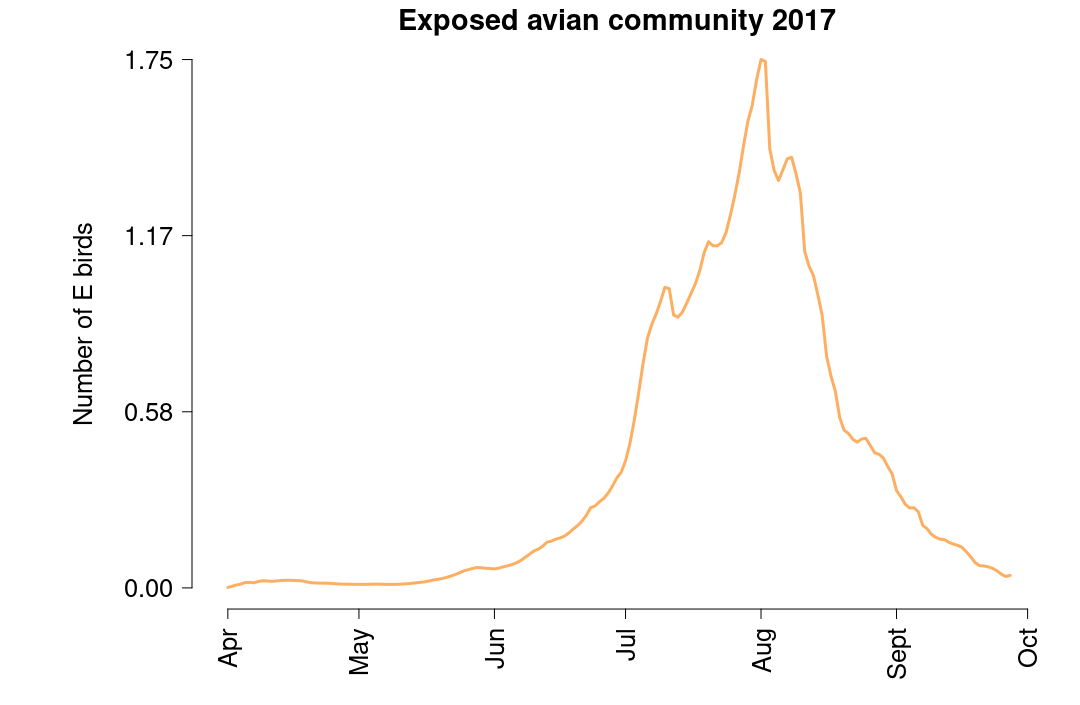 Exposed avian community 2017
Number of E birds
1.75
1.17
0.58
0.00
Apr
May
Jun
Jul
Aug
Sept
Oct